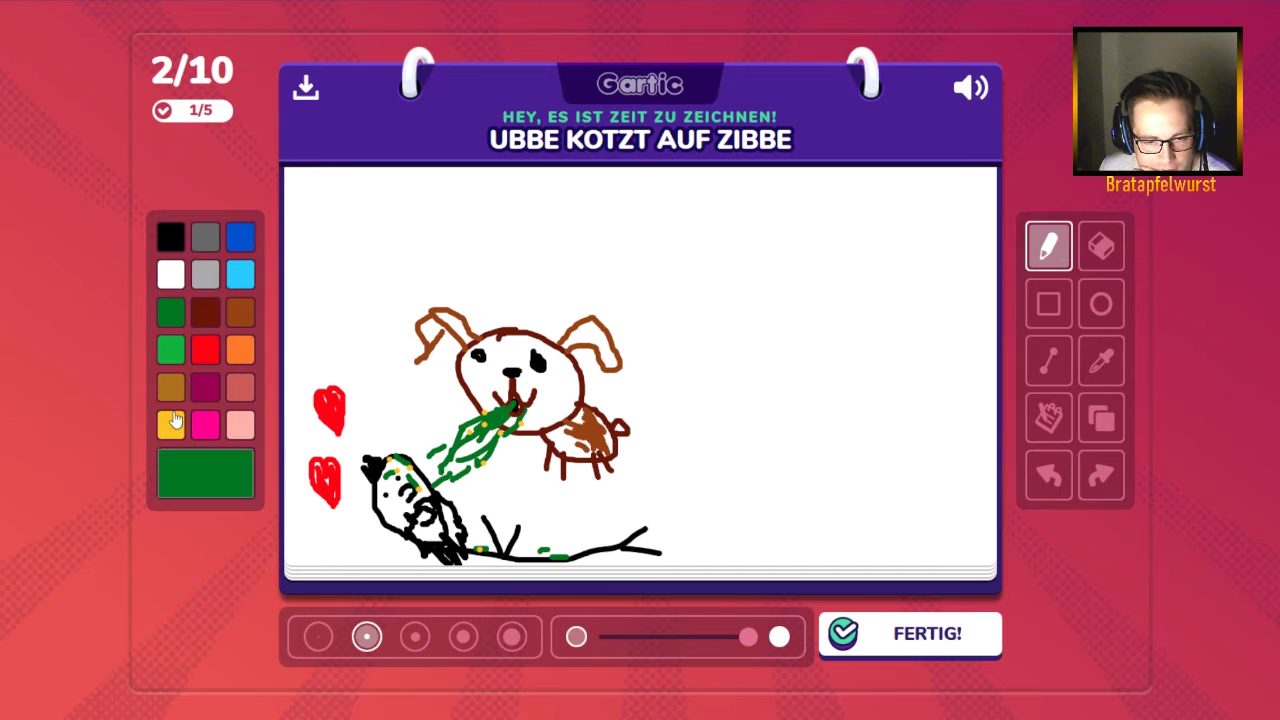 2/10
1/5
Gartic
HEY, ES IST ZEIT ZU ZEICHNEN!
UBBE KOTZT AUF ZIBBE
Bratapfelwurst
FERTIG!